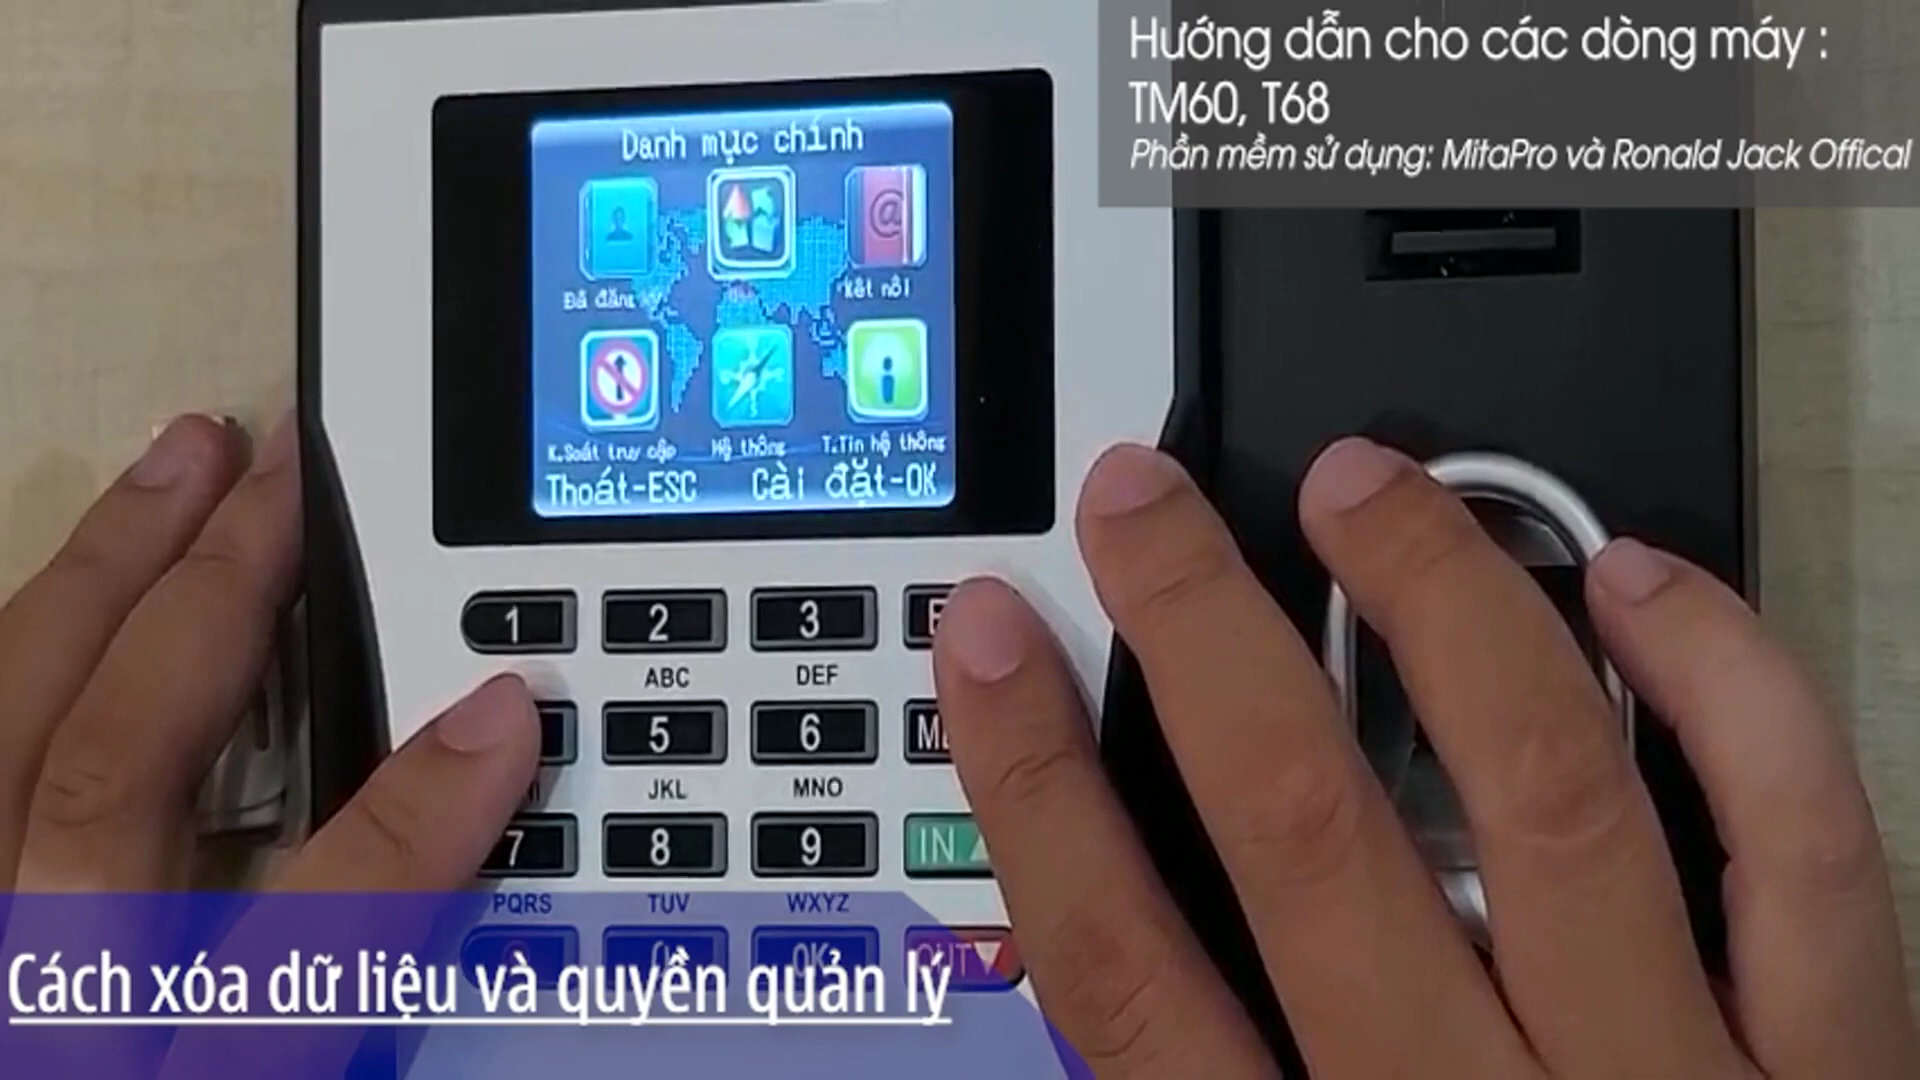 Hướng dẫn cho các dòng máy :
TM60, T68
Phần mềm sử dụng: MitaPro và Ronald Jack Offical
Danh mục chính
Đã đăng ký
Kết nối
K.Soát truy cập Hệ thống T.Tin hệ thống
Thoát-ESC Cài đặt-OK
1 2 3
ABC DEF
5 6
JKL MNO
7 8 9 IN
PQRS TUV WXYZ
0 OK OUT
Cách xóa dữ liệu và quyền quản lý